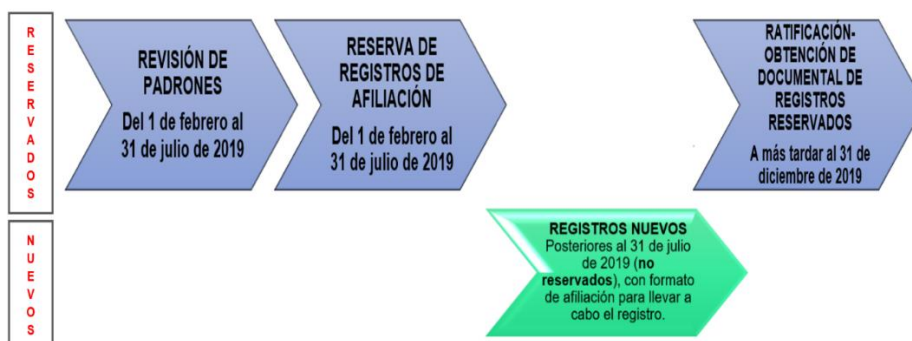 RESERVADOS
REVISIÓN DE
PADRONES
Del 1 de febrero al
31 de julio de 2019
RESERVA DE
REGISTROS DE
AFILIACIÓN
Del 1 de febrero al
31 de julio de 2019
RATIFICACIÓN-
OBTENCIÓN DE
DOCUMENTAL DE
REGISTROS
RESERVADOS
A más tardar al 31 de
diciembre de 2019
NUEVOS
REGISTROS NUEVOS
Posteriores al 31 de julio
de 2019 (no
reservados), con formato
de afiliación para llevar a
cabo el registro.